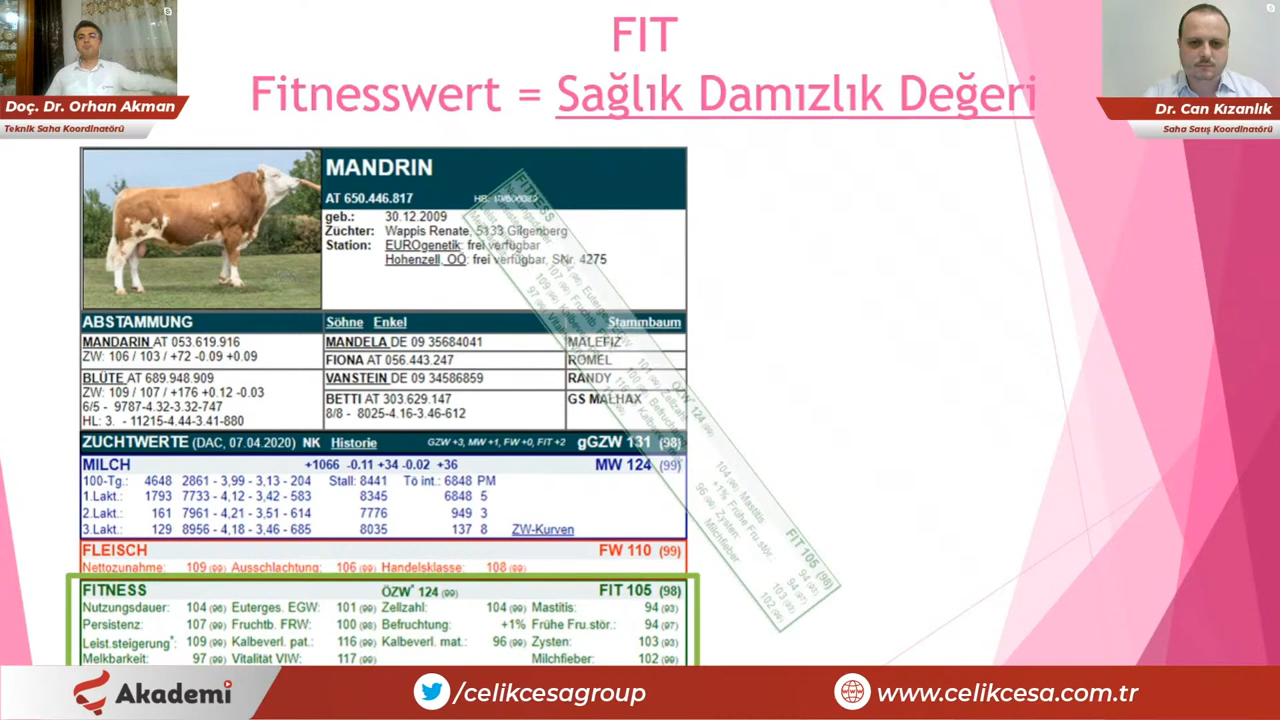 FIT
Fitnesswert = Sağlık Damızlık Değeri
Doç. Dr. Orhan Akman
Teknik Saha Koordinatörü
Dr. Can Kızanlık
Saha Satış Koordinatörü
MANDRIN
AT 650.446.817
HB:
geb.: 30.12.2009
Züchter: Wappis Renate, 5133 Gilgenberg
Station: EUROgenetik: frei verfügbar
Hohenzell, OÖ: frei verfügbar, SNr. 4275
ABSTAMMUNG Söhne Enkel Stammbaum
MANDARIN AT 053.619.916 MANDELA DE 09 35684041 MALEFIZ
ZW: 106 / 103 / +72 -0.09 +0.09 FIONA AT 056.443.247 ROMEL
BLÜTE AT 689.948.909 VANSTEIN DE 09 34586859 RANDY
ZW: 109 / 107 / +176 +0.12 -0.03 BETTI AT 303.629.147 GS MALHAX
6/5 - 9787-4.32-3.32-747 8/8 - 8025-4.16-3.46-612
HL: 3. - 11215-4.44-3.41-880
ZUCHTWERTE (DAC, 07.04.2020) NK Historie GZW +3, MW +1, FW +0, FIT +2 gGZW 131 (98)
MILCH +1066 -0.11 +34 -0.02 +36 MW 124 (99)
100-Tg.: 4648 2861 - 3,99 - 3,13 - 204 Stall: 8441 Tö int.: 6848 PM
1.Lakt.: 1793 7733 - 4,12 - 3,42 - 583 8345 6848 5
2.Lakt.: 161 7961 - 4,21 - 3,51 - 614 7776 949 3
3.Lakt.: 129 8956 - 4,18 - 3,46 - 685 8035 137 8 ZW-Kurven
FLEISCH FW 110 (99)
Nettozunahme: 109 (99) Ausschlachtung: 106 (99) Handelsklasse: 108 (99)
FITNESS ÖZW* 124 (99) FIT 105 (98)
Nutzungsdauer: 104 (96) Euterges. EGW: 101 (99) Zellzahl: 104 (99) Mastitis: 94 (93)
Persistenz: 107 (99) Fruchtb. FRW: 100 (98) Befruchtung: +1% Frühe Fru.stör.: 94 (97)
Leist.steigerung*: 109 (99) Kalbeverl. pat.: 116 (99) Kalbeverl. mat.: 96 (99) Zysten: 103 (93)
Melkbarkeit: 97 (99) Vitalität VIW: 117 (99) Milchfieber: 102 (99)
Akademi
/celikcesagroup
www.celikcesa.com.tr